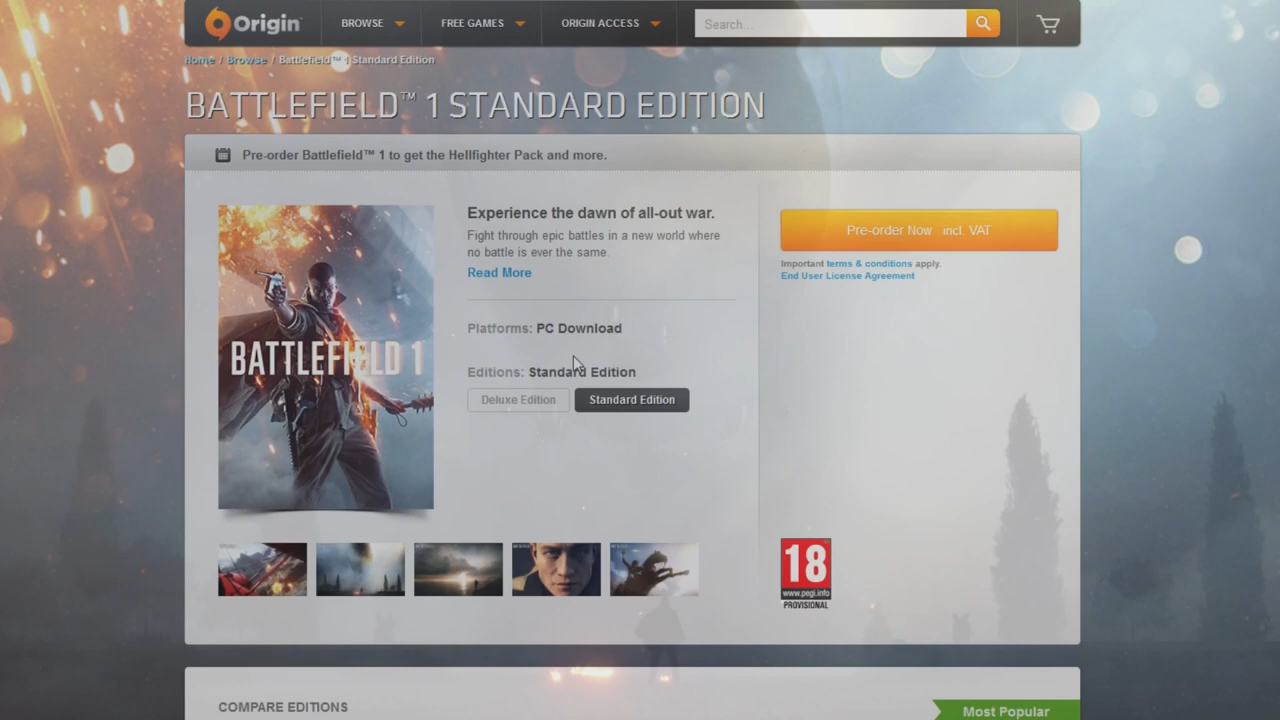 Origin
BROWSE
FREE GAMES
ORIGIN ACCESS
Search...
Home / Browse / Battlefield™ 1 Standard Edition
BATTLEFIELD™ 1 STANDARD EDITION
Pre-order Battlefield™ 1 to get the Hellfighter Pack and more.
BATTLEFIELD 1
Experience the dawn of all-out war.
Fight through epic battles in a new world where
no battle is ever the same.
Read More
Platforms: PC Download
Editions: Standard Edition
Deluxe Edition
Standard Edition
Pre-order Now incl. VAT
Important terms & conditions apply.
End User License Agreement
18
www.pegi.info
PROVISIONAL
COMPARE EDITIONS
Most Popular